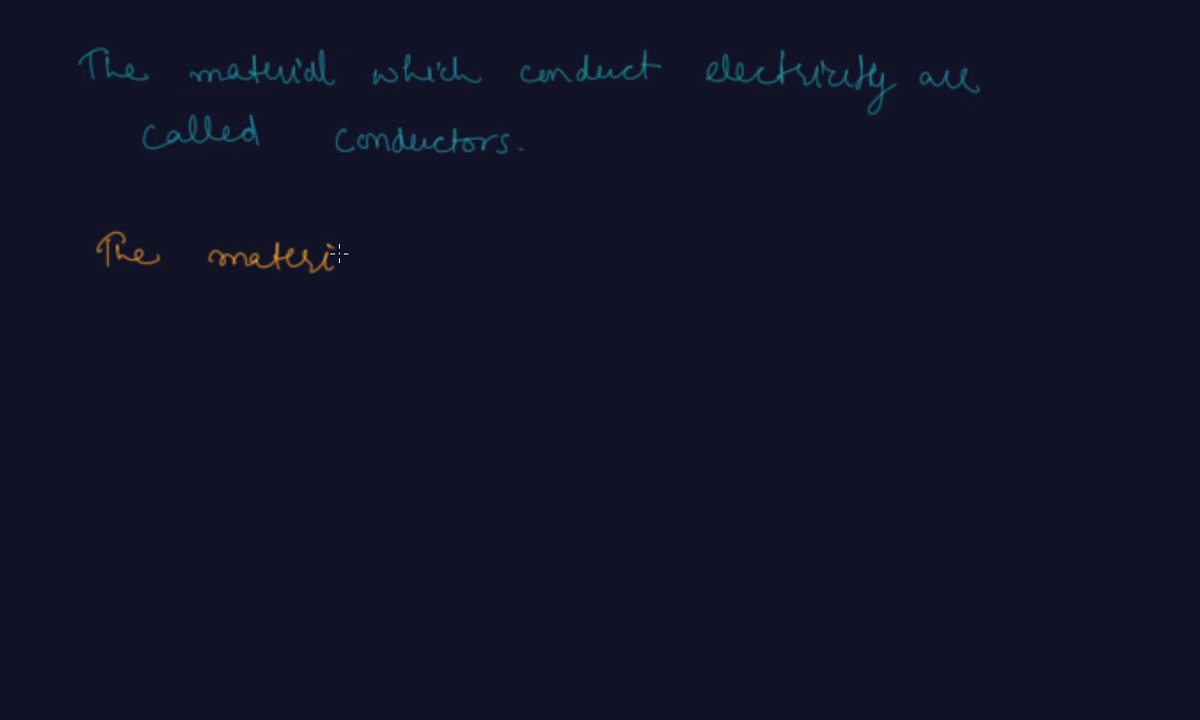 The material which conduct electricity are
called conductors.
The materi